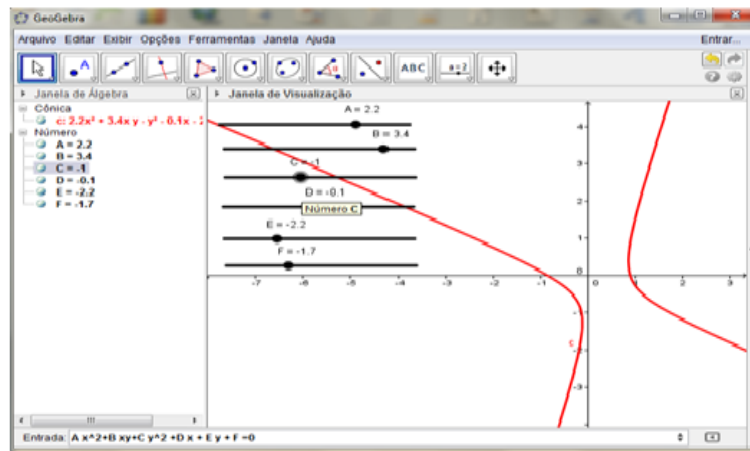 GeoGebra
Arquivo Editar Exibir Opções Ferramentas Janela Ajuda
Entrar...
A
ABC
a=2
Janela de Álgebra
Janela de Visualização
Cônica
c: 2.2x² + 3.4x y - y² - 0.1x - 2
Número
A = 2.2
B = 3.4
C = -1
D = -0.1
E = -2.2
F = -1.7
A = 2.2
B = 3.4
C = -1
D = -0.1
Número C
E = -2.2
F = -1.7
4
3
2
1
0
-7 -6 -5 -4 -3 -2 -1 0 1 2 3
-1
c
-2
-3
Entrada: A x^2+B xy+C y^2 +D x + E y + F =0